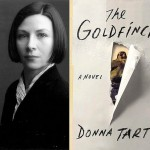 The
GOLDFINCH
A NOVEL
DONNA TART